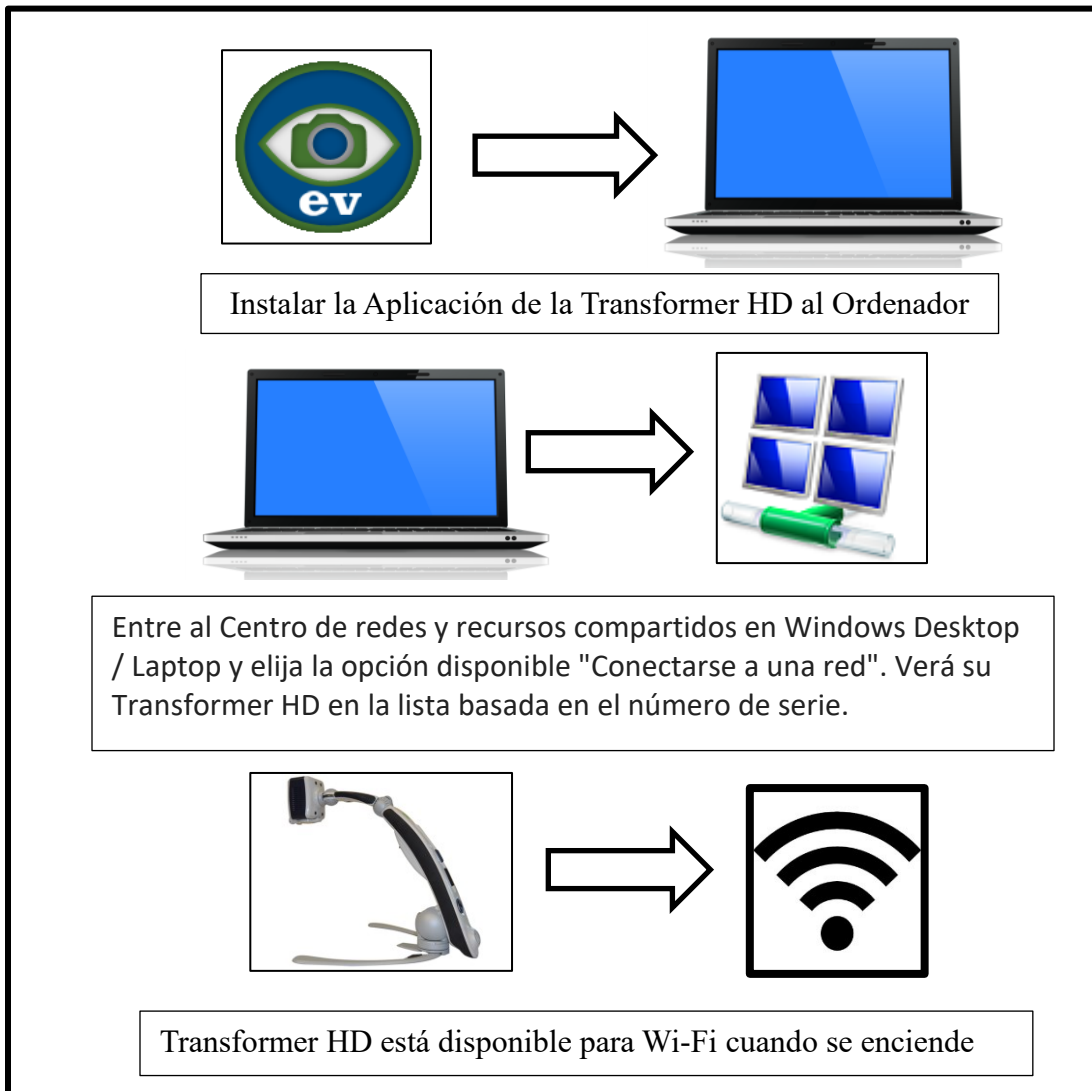 ev
Instalar la Aplicación de la Transformer HD al Ordenador
Entre al Centro de redes y recursos compartidos en Windows Desktop
/ Laptop y elija la opción disponible "Conectarse a una red". Verá su
Transformer HD en la lista basada en el número de serie.
Transformer HD está disponible para Wi-Fi cuando se enciende